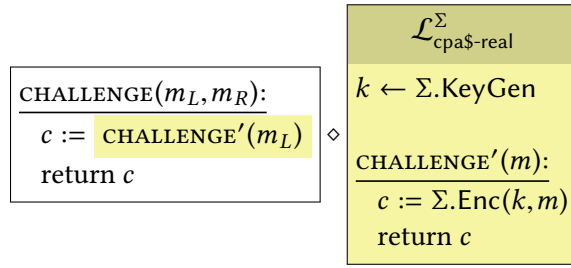 CHALLENGE(m_L, m_R):
c := CHALLENGE′(m_L)
return c
⋄
ℒ^Σ_cpa$-real
k ← Σ.KeyGen
CHALLENGE′(m):
c := Σ.Enc(k, m)
return c